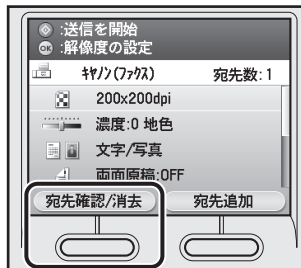 :送信を開始
OK :解像度の設定
ｷﾔﾉﾝ(ﾌｧｸｽ) 宛先数:1
200x200dpi
濃度:0 地色
文字/写真
両面原稿:OFF
宛先確認/消去 宛先追加